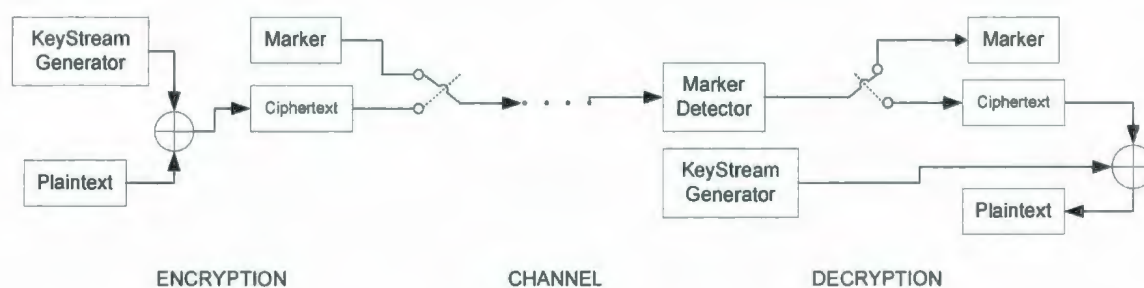 KeyStream
Generator
Marker
Ciphertext
Plaintext
Marker
Detector
KeyStream
Generator
Marker
Ciphertext
Plaintext
ENCRYPTION
CHANNEL
DECRYPTION